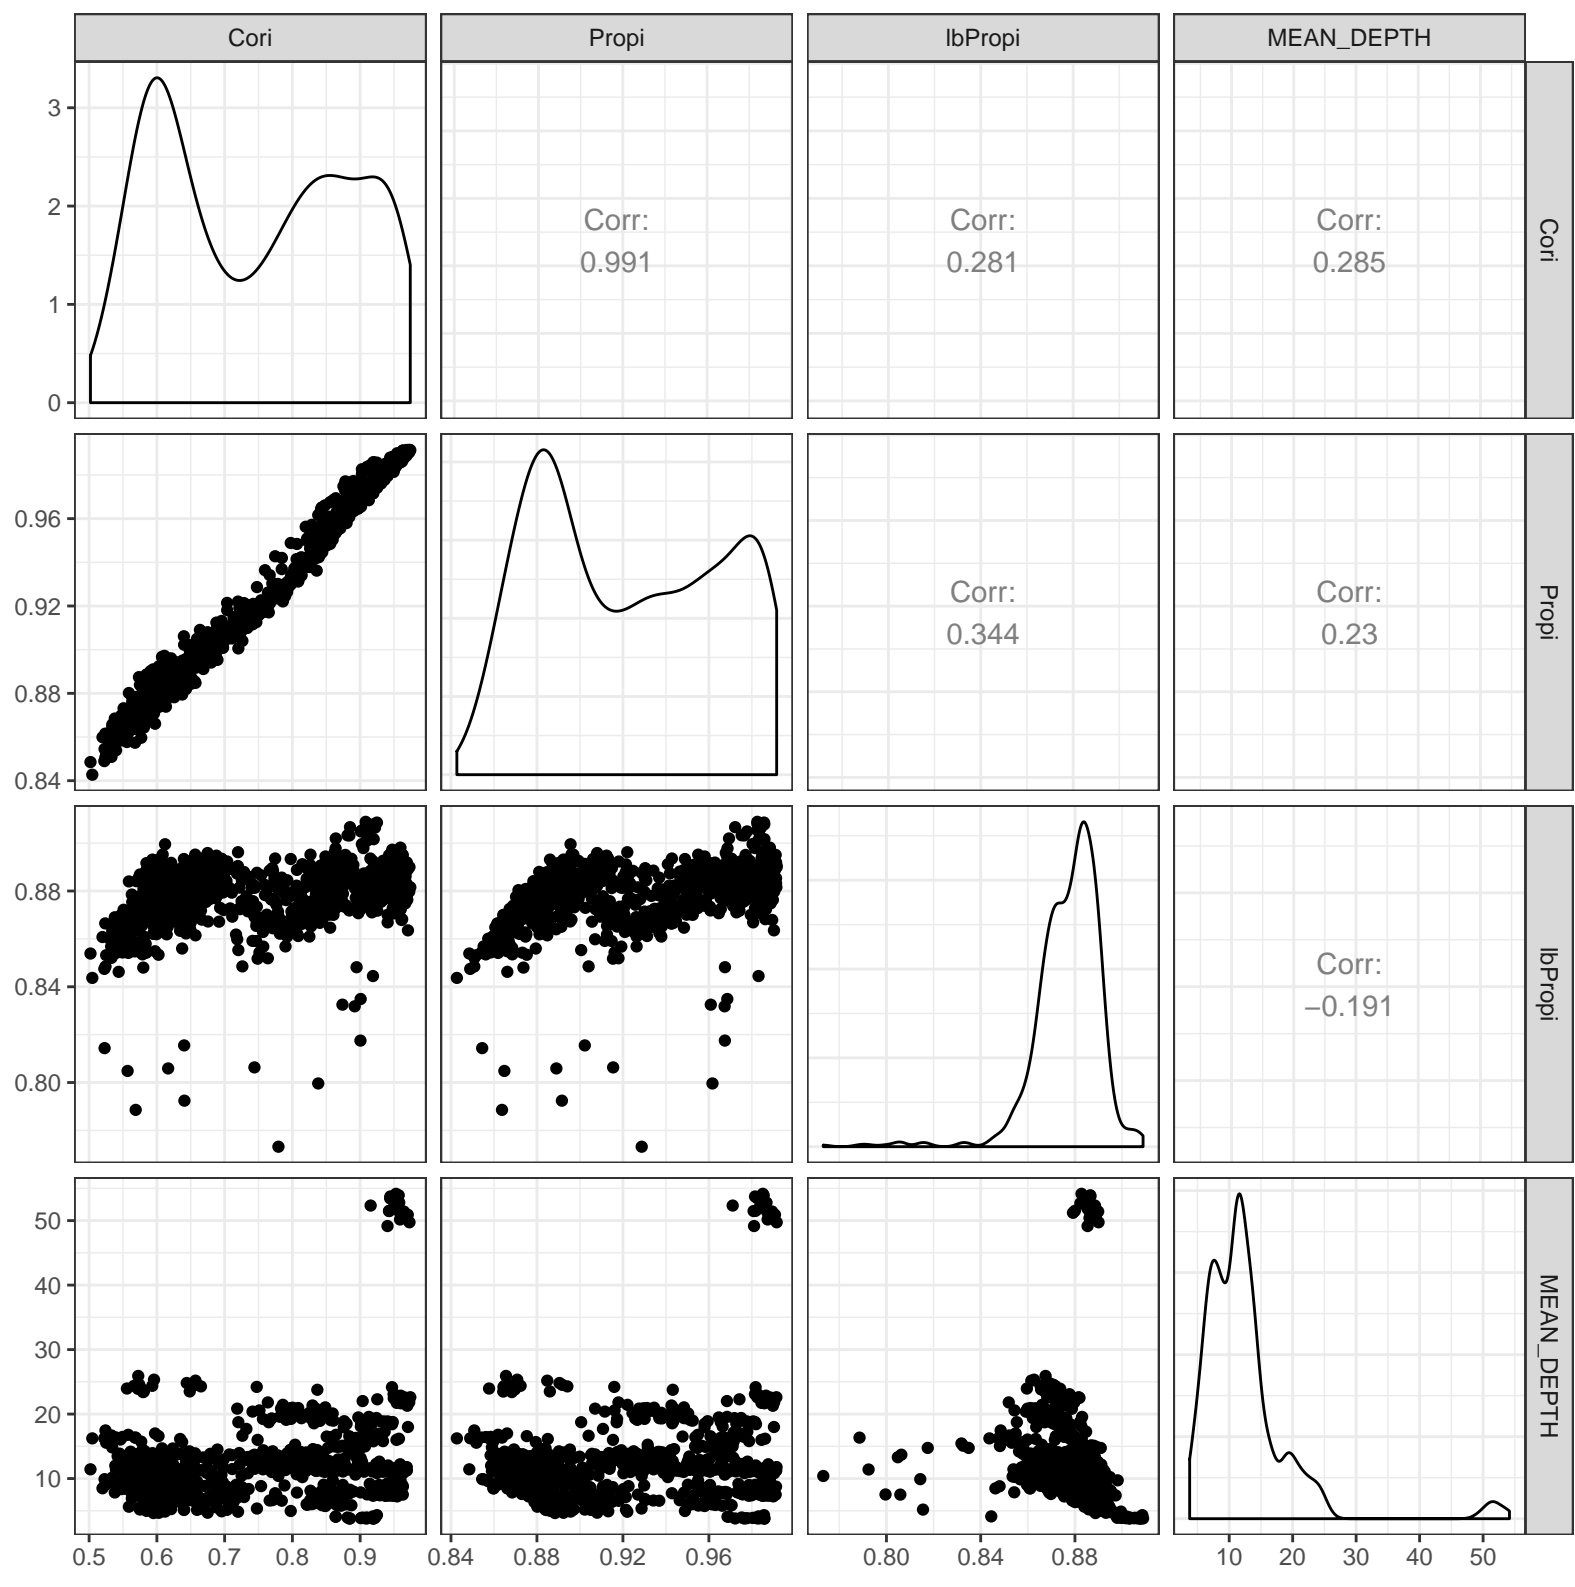 Cori Propi lbPropi MEAN_DEPTH
3
2
1
0
Corr:
0.991
Corr:
0.281
Corr:
0.285
Cori
0.96
0.92
0.88
0.84
Corr:
0.344
Corr:
0.23
Propi
0.88
0.84
0.80
Corr:
−0.191
lbPropi
50
40
30
20
10
MEAN_DEPTH
0.5 0.6 0.7 0.8 0.9 0.84 0.88 0.92 0.96 0.80 0.84 0.88 10 20 30 40 50